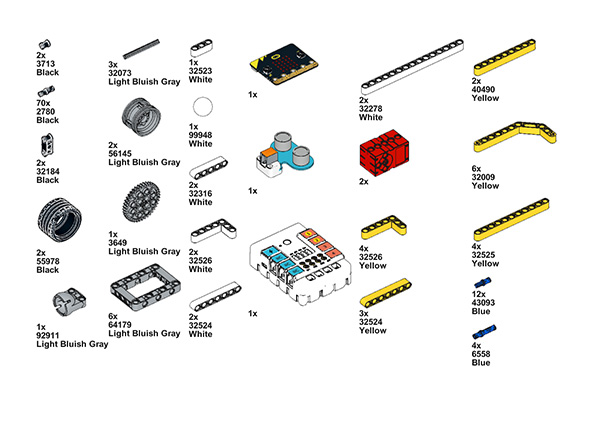 2x
3713
Black
70x
2780
Black
2x
32184
Black
2x
55978
Black
1x
92911
Light Bluish Gray
3x
32073
Light Bluish Gray
2x
56145
Light Bluish Gray
1x
3649
Light Bluish Gray
6x
64179
Light Bluish Gray
1x
32523
White
1x
99948
White
2x
32316
White
2x
32526
White
2x
32524
White
1x
1x
1x
2x
32278
White
2x
4x
32526
Yellow
3x
32524
Yellow
2x
40490
Yellow
6x
32009
Yellow
4x
32525
Yellow
12x
43093
Blue
4x
6558
Blue